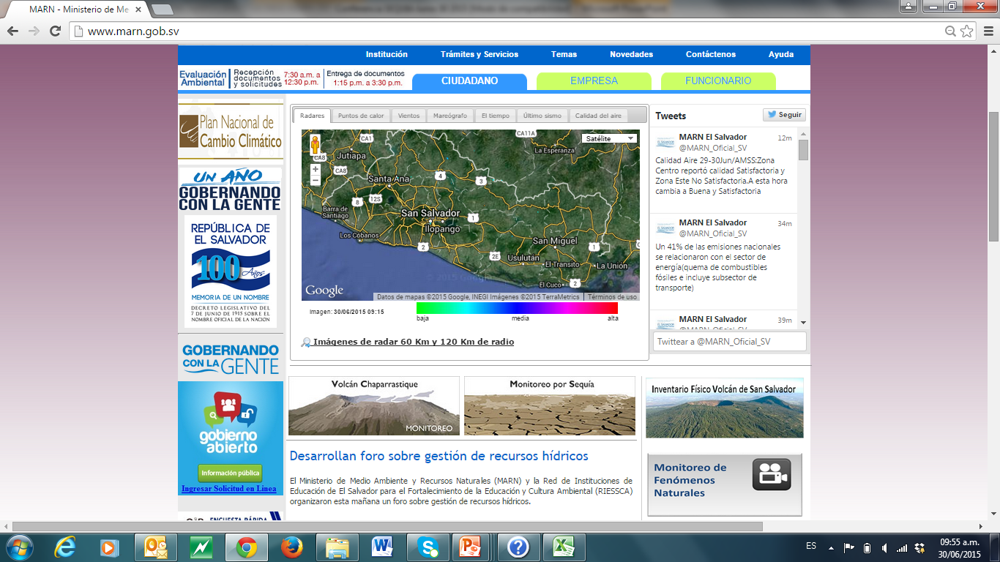 MARN - Ministerio de Me
www.marn.gob.sv
Institución Trámites y Servicios Temas Novedades Contáctenos Ayuda
Evaluación Ambiental
Recepción documentos y solicitudes
7:30 a.m. a 12:30 p.m.
Entrega de documentos
1:15 p.m. a 3:30 p.m.
CIUDADANO EMPRESA FUNCIONARIO
Plan Nacional de
Cambio Climático
UN AÑO
GOBERNANDO
CON LA GENTE
REPÚBLICA DE
EL SALVADOR
100 Años
MEMORIA DE UN NOMBRE
DECRETO LEGISLATIVO DEL
7 DE JUNIO DE 1915 SOBRE EL
NOMBRE OFICIAL DE LA NACION
GOBERNANDO
CON LA GENTE
gobierno
abierto
Información pública
Ingresar Solicitud en Linea
ENCUESTA RÁPIDA
Radares Puntos de calor Vientos Mareógrafo El tiempo Último sismo Calidad del aire
Satélite
CA1
CA11A
La Esperanza
Jutiapa
CA8
CA8
Santa Ana
4
3
8
12S
Barra de
Santiago
San Salvador
1
Ilopango
Los Cóbanos
2
San Miguel
1
2E
Usulután
El Transito
La Unión
El Cuco
2
© 2015 Google
Google
Datos de mapas ©2015 Google, INEGI Imágenes ©2015 TerraMetrics Términos de uso
Imagen: 30/06/2015 09:15
baja media alta
Imágenes de radar 60 Km y 120 Km de radio
Tweets
Seguir
MARN El Salvador 12m
@MARN_Oficial_SV
Calidad Aire 29-30Jun/AMSS:Zona
Centro reportó calidad Satisfactoria y
Zona Este No Satisfactoria.A esta hora
cambia a Buena y Satisfactoria
MARN El Salvador 34m
@MARN_Oficial_SV
Un 41% de las emisiones nacionales
se relacionaron con el sector de
energía(quema de combustibles
fósiles e incluye subsector de
transporte)
MARN El Salvador 39m
@MARN_Oficial_SV
Twittear a @MARN_Oficial_SV
Volcán Chaparrastique
MONITOREO
Monitoreo por Sequía
Inventario Físico Volcán de San Salvador
Monitoreo de
Fenómenos
Naturales
Desarrollan foro sobre gestión de recursos hídricos
El Ministerio de Medio Ambiente y Recursos Naturales (MARN) y la Red de Instituciones de
Educación de El Salvador para el Fortalecimiento de la Educación y Cultura Ambiental (RIESSCA)
organizaron esta mañana un foro sobre gestión de recursos hídricos.
ES
09:55 a.m.
30/06/2015